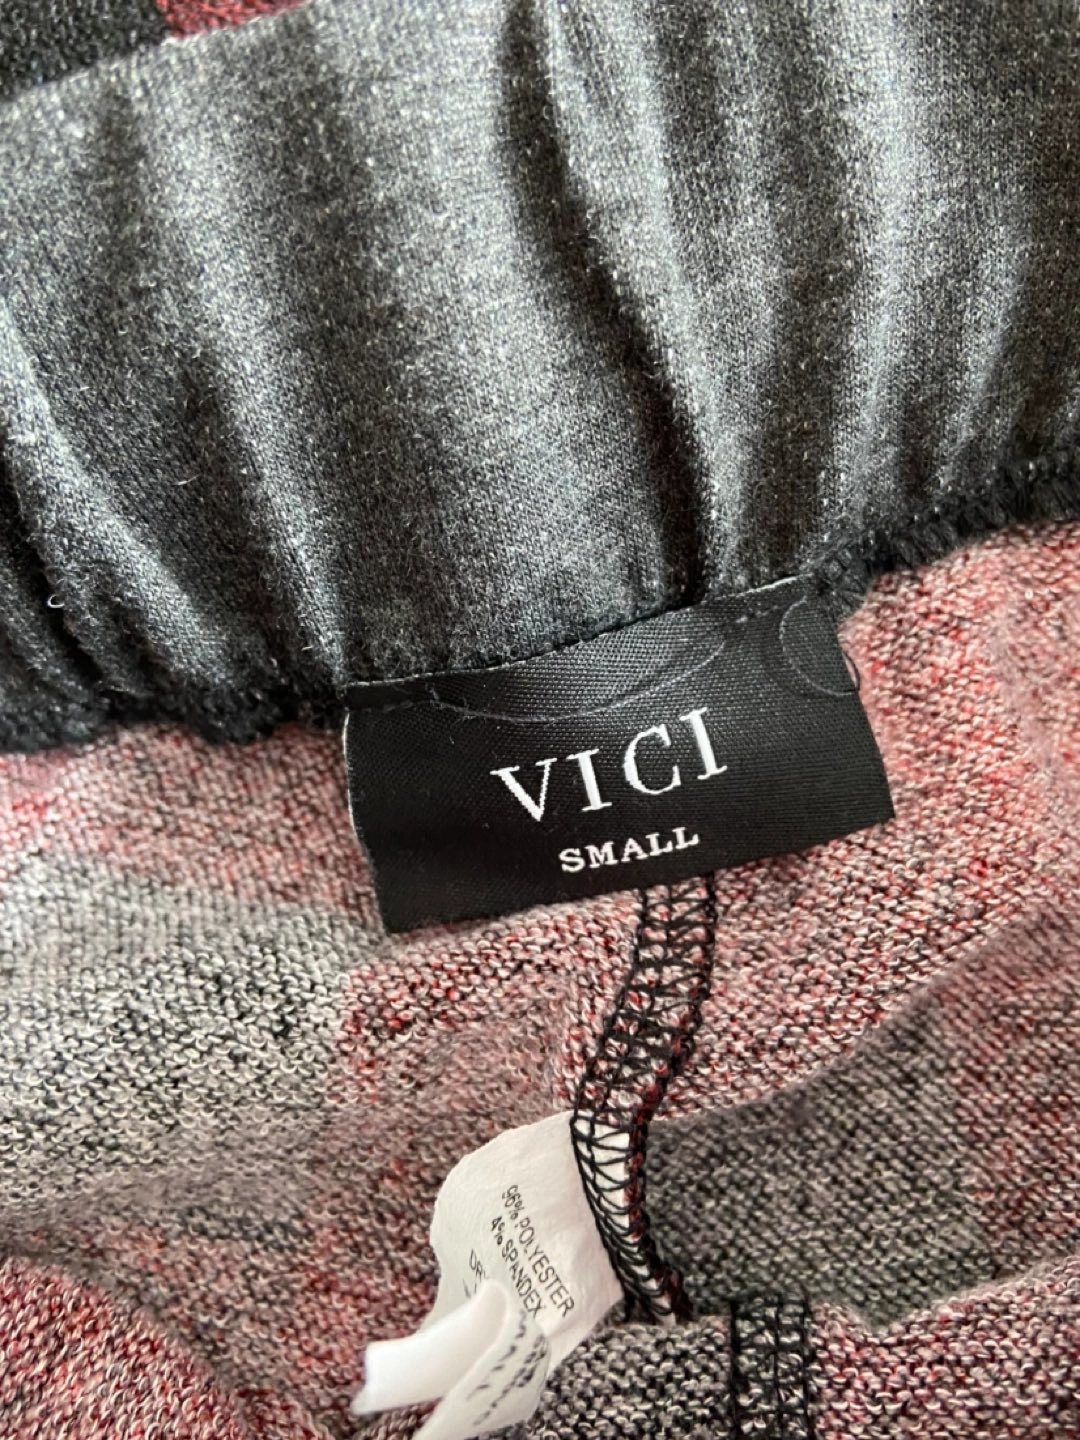 VICI
SMALL
96% POLYESTER
4% SPANDEX